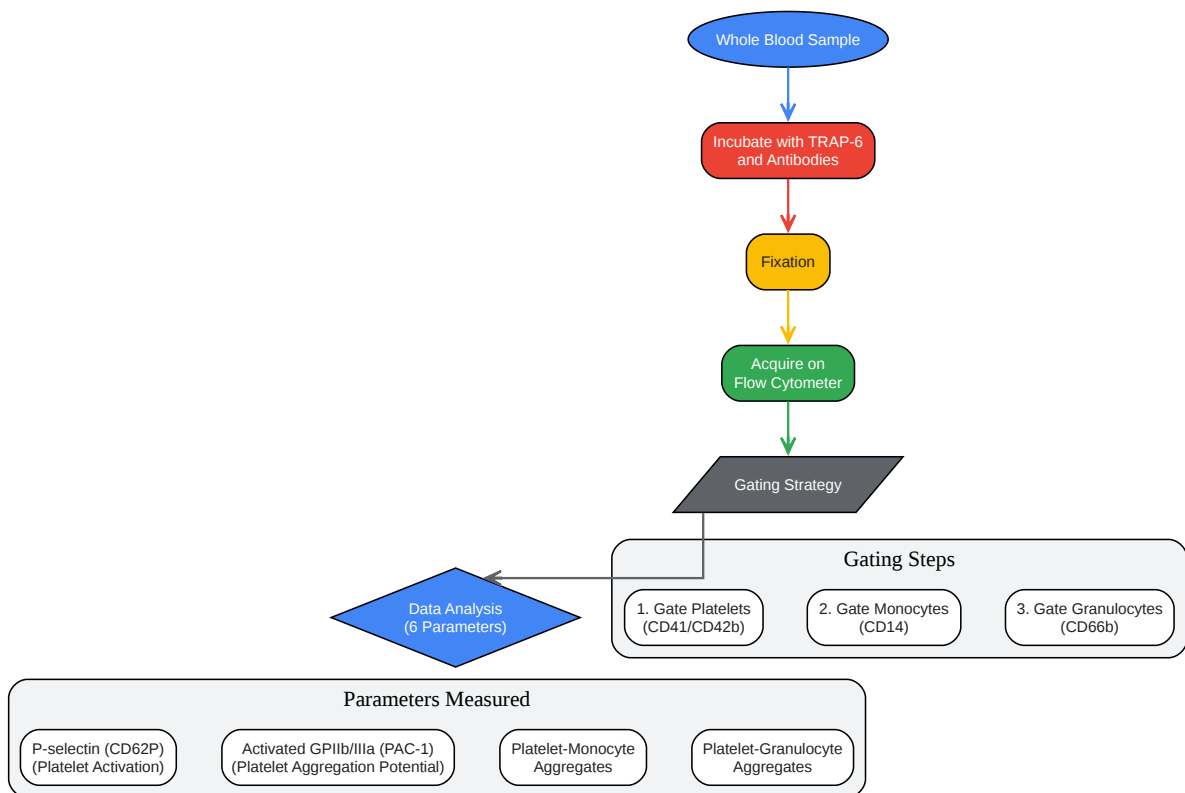 Whole Blood Sample
Incubate with TRAP-6
and Antibodies
Fixation
Acquire on
Flow Cytometer
Gating Strategy
Gating Steps
1. Gate Platelets
(CD41/CD42b)
2. Gate Monocytes
(CD14)
3. Gate Granulocytes
(CD66b)
Data Analysis
(6 Parameters)
Parameters Measured
P-selectin (CD62P)
(Platelet Activation)
Activated GPIIb/IIIa (PAC-1)
(Platelet Aggregation Potential)
Platelet-Monocyte
Aggregates
Platelet-Granulocyte
Aggregates